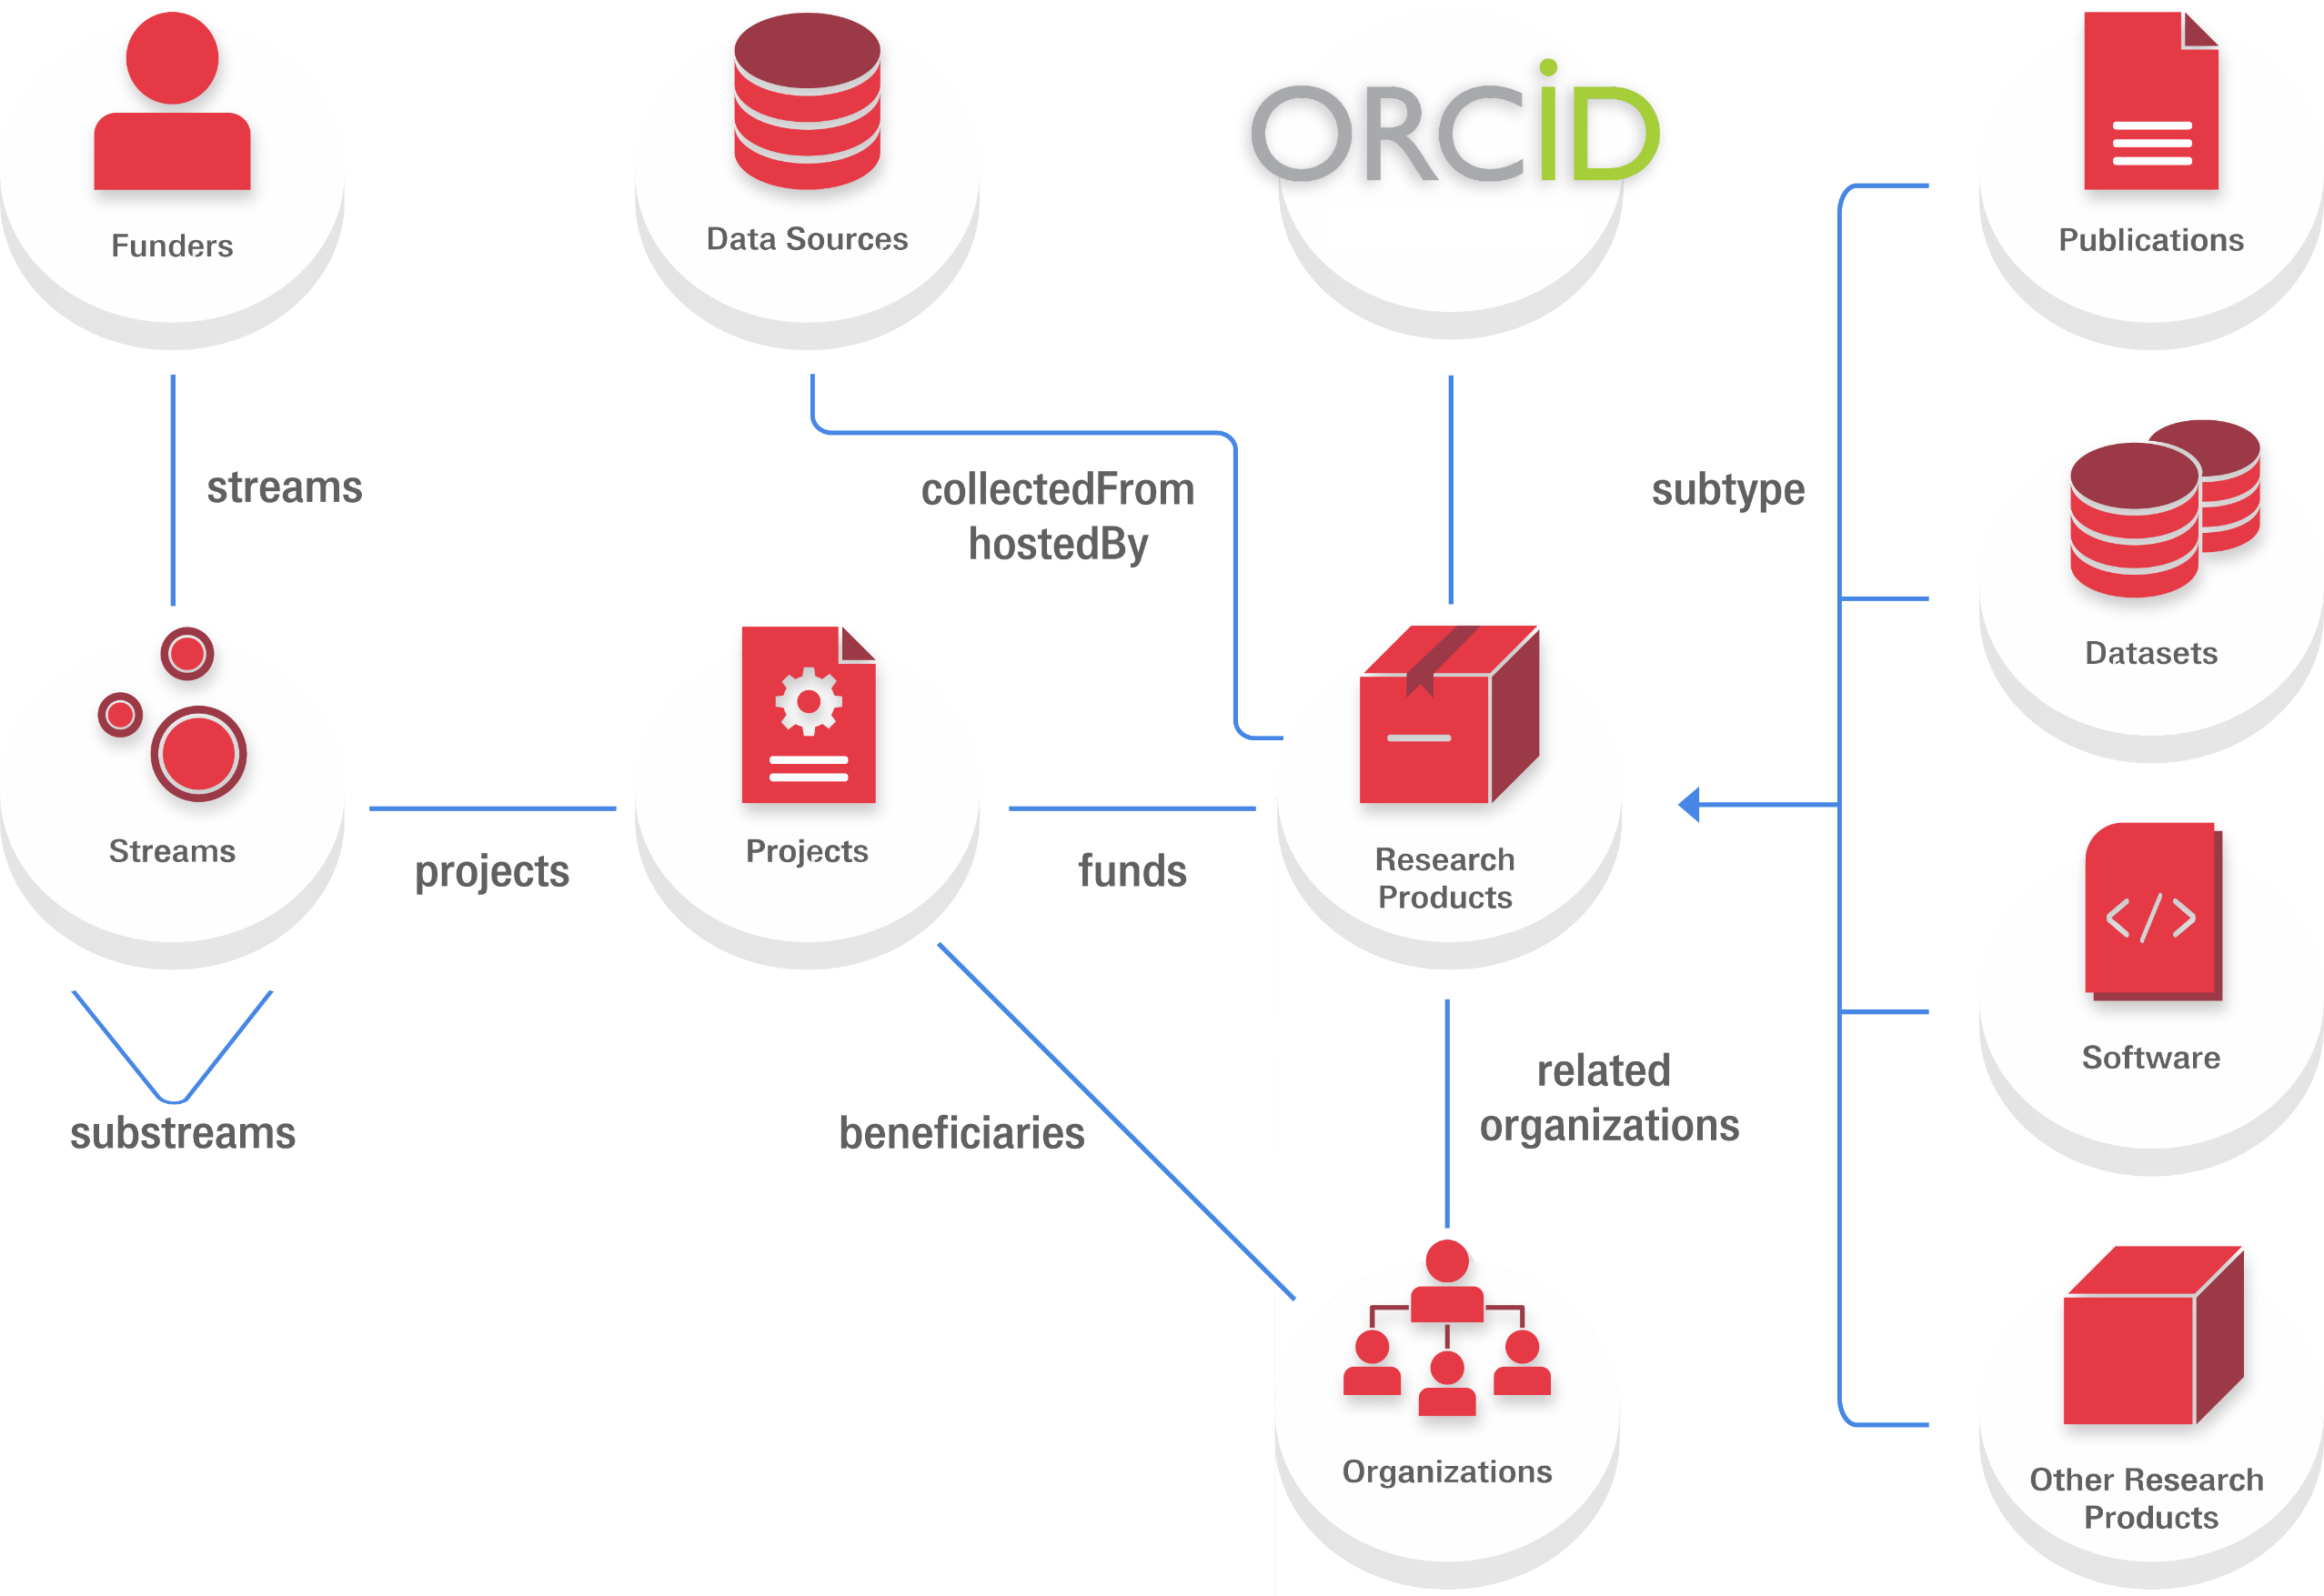 Funders
Data Sources
ORCiD
Publications
streams
collectedFrom
hostedBy
subtype
Datasets
Streams
projects
Projects
funds
Research
Products
Software
substreams
beneficiaries
related
organizations
Organizations
Other Research
Products